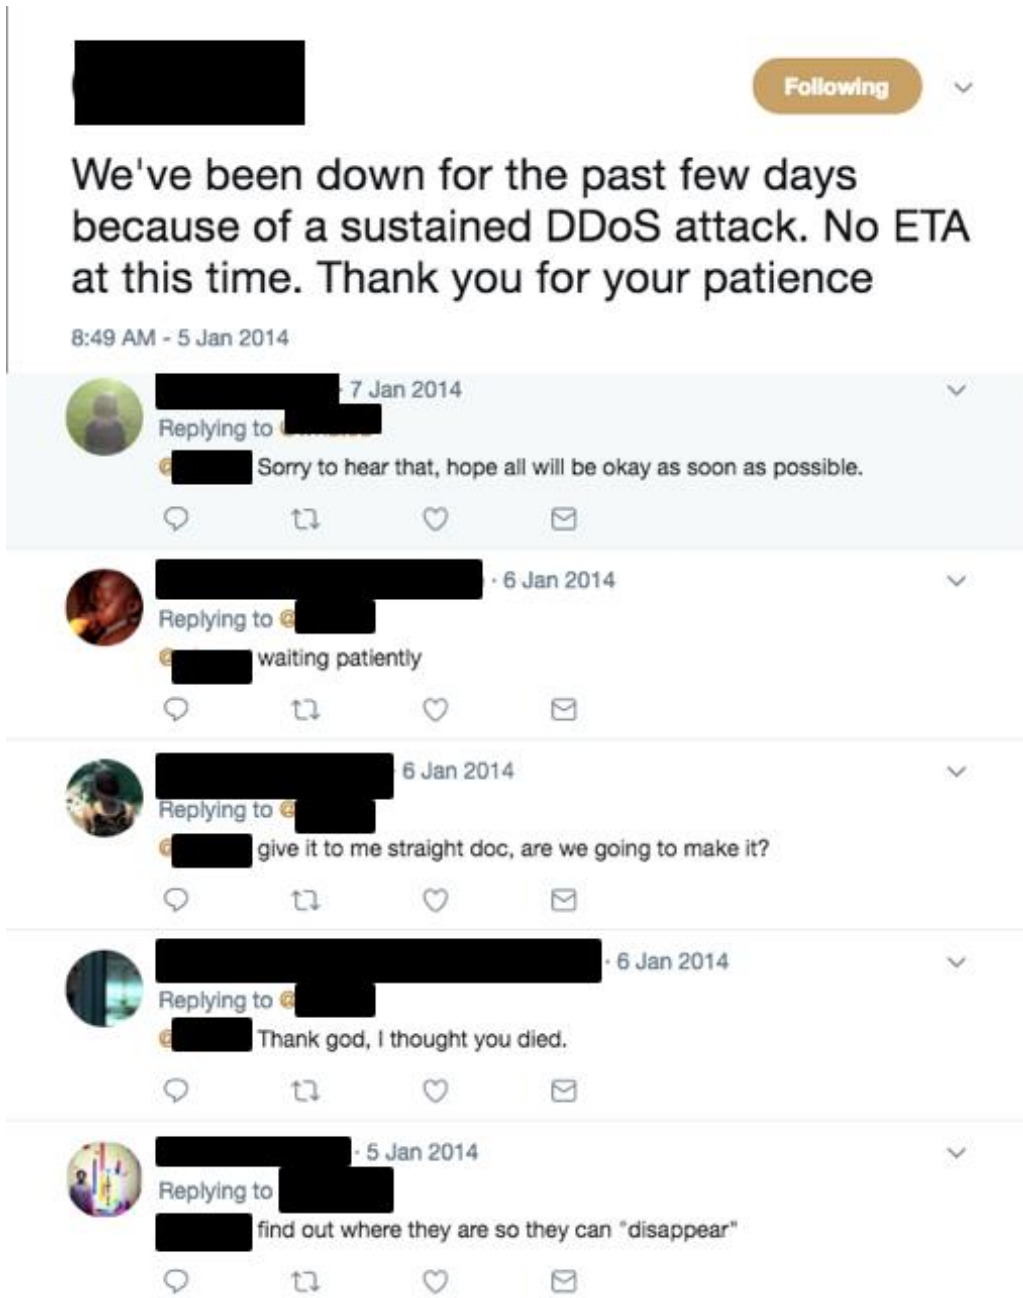 Following
We've been down for the past few days
because of a sustained DDoS attack. No ETA
at this time. Thank you for your patience
8:49 AM - 5 Jan 2014
7 Jan 2014
Replying to
@ Sorry to hear that, hope all will be okay as soon as possible.
· 6 Jan 2014
Replying to @
@ waiting patiently
6 Jan 2014
Replying to @
@ give it to me straight doc, are we going to make it?
· 6 Jan 2014
Replying to @
@ Thank god, I thought you died.
· 5 Jan 2014
Replying to
find out where they are so they can "disappear"